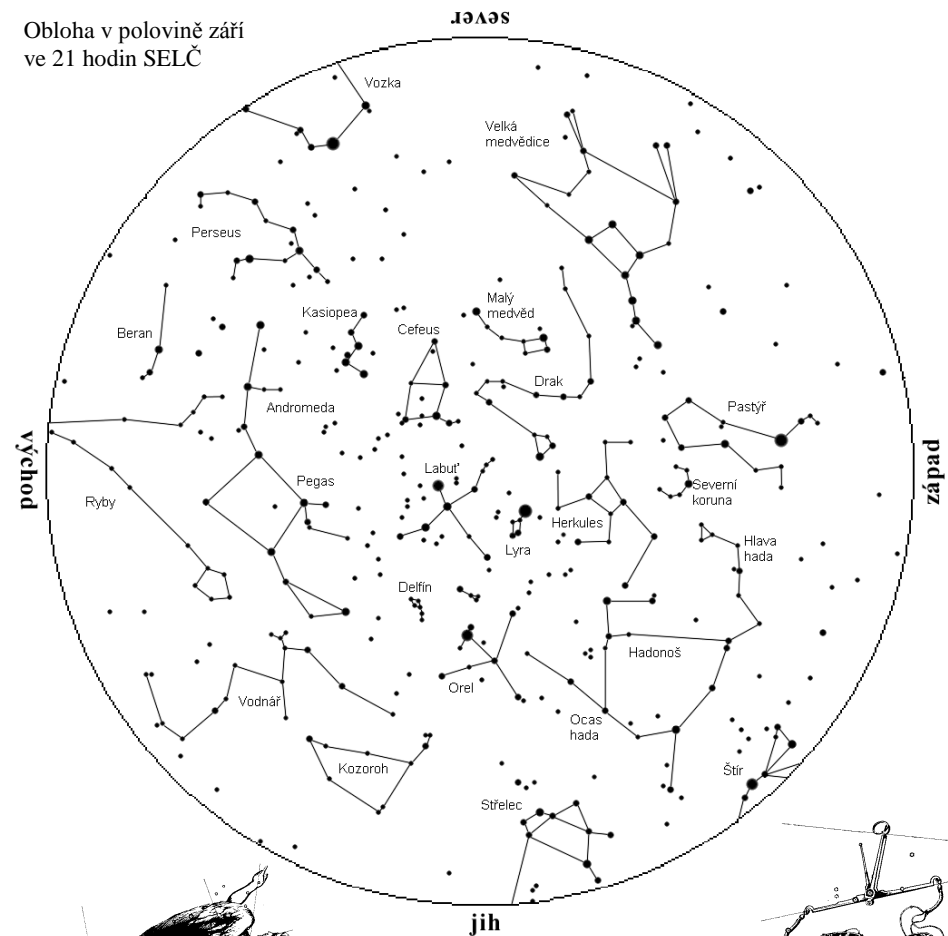 Obloha v polovině září
ve 21 hodin SELČ
sever
Vozka
Velká
medvědice
Perseus
Malý
medvěd
Kasiopea
Cefeus
Beran
Drak
Andromeda
Pastýř
východ
západ
Labuť
Pegas
Severní
koruna
Ryby
Herkules
Lyra
Hlava
hada
Delfín
Hadonoš
Orel
Vodnář
Ocas
hada
Kozoroh
Štír
Střelec
jih